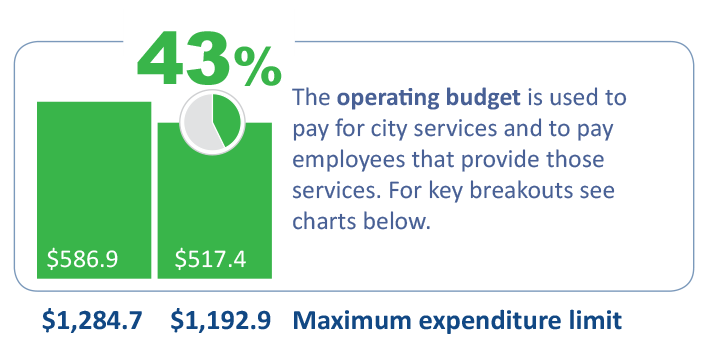 43%
The operating budget is used to
pay for city services and to pay
employees that provide those
services. For key breakouts see
charts below.
$586.9
$517.4
$1,284.7 $1,192.9 Maximum expenditure limit